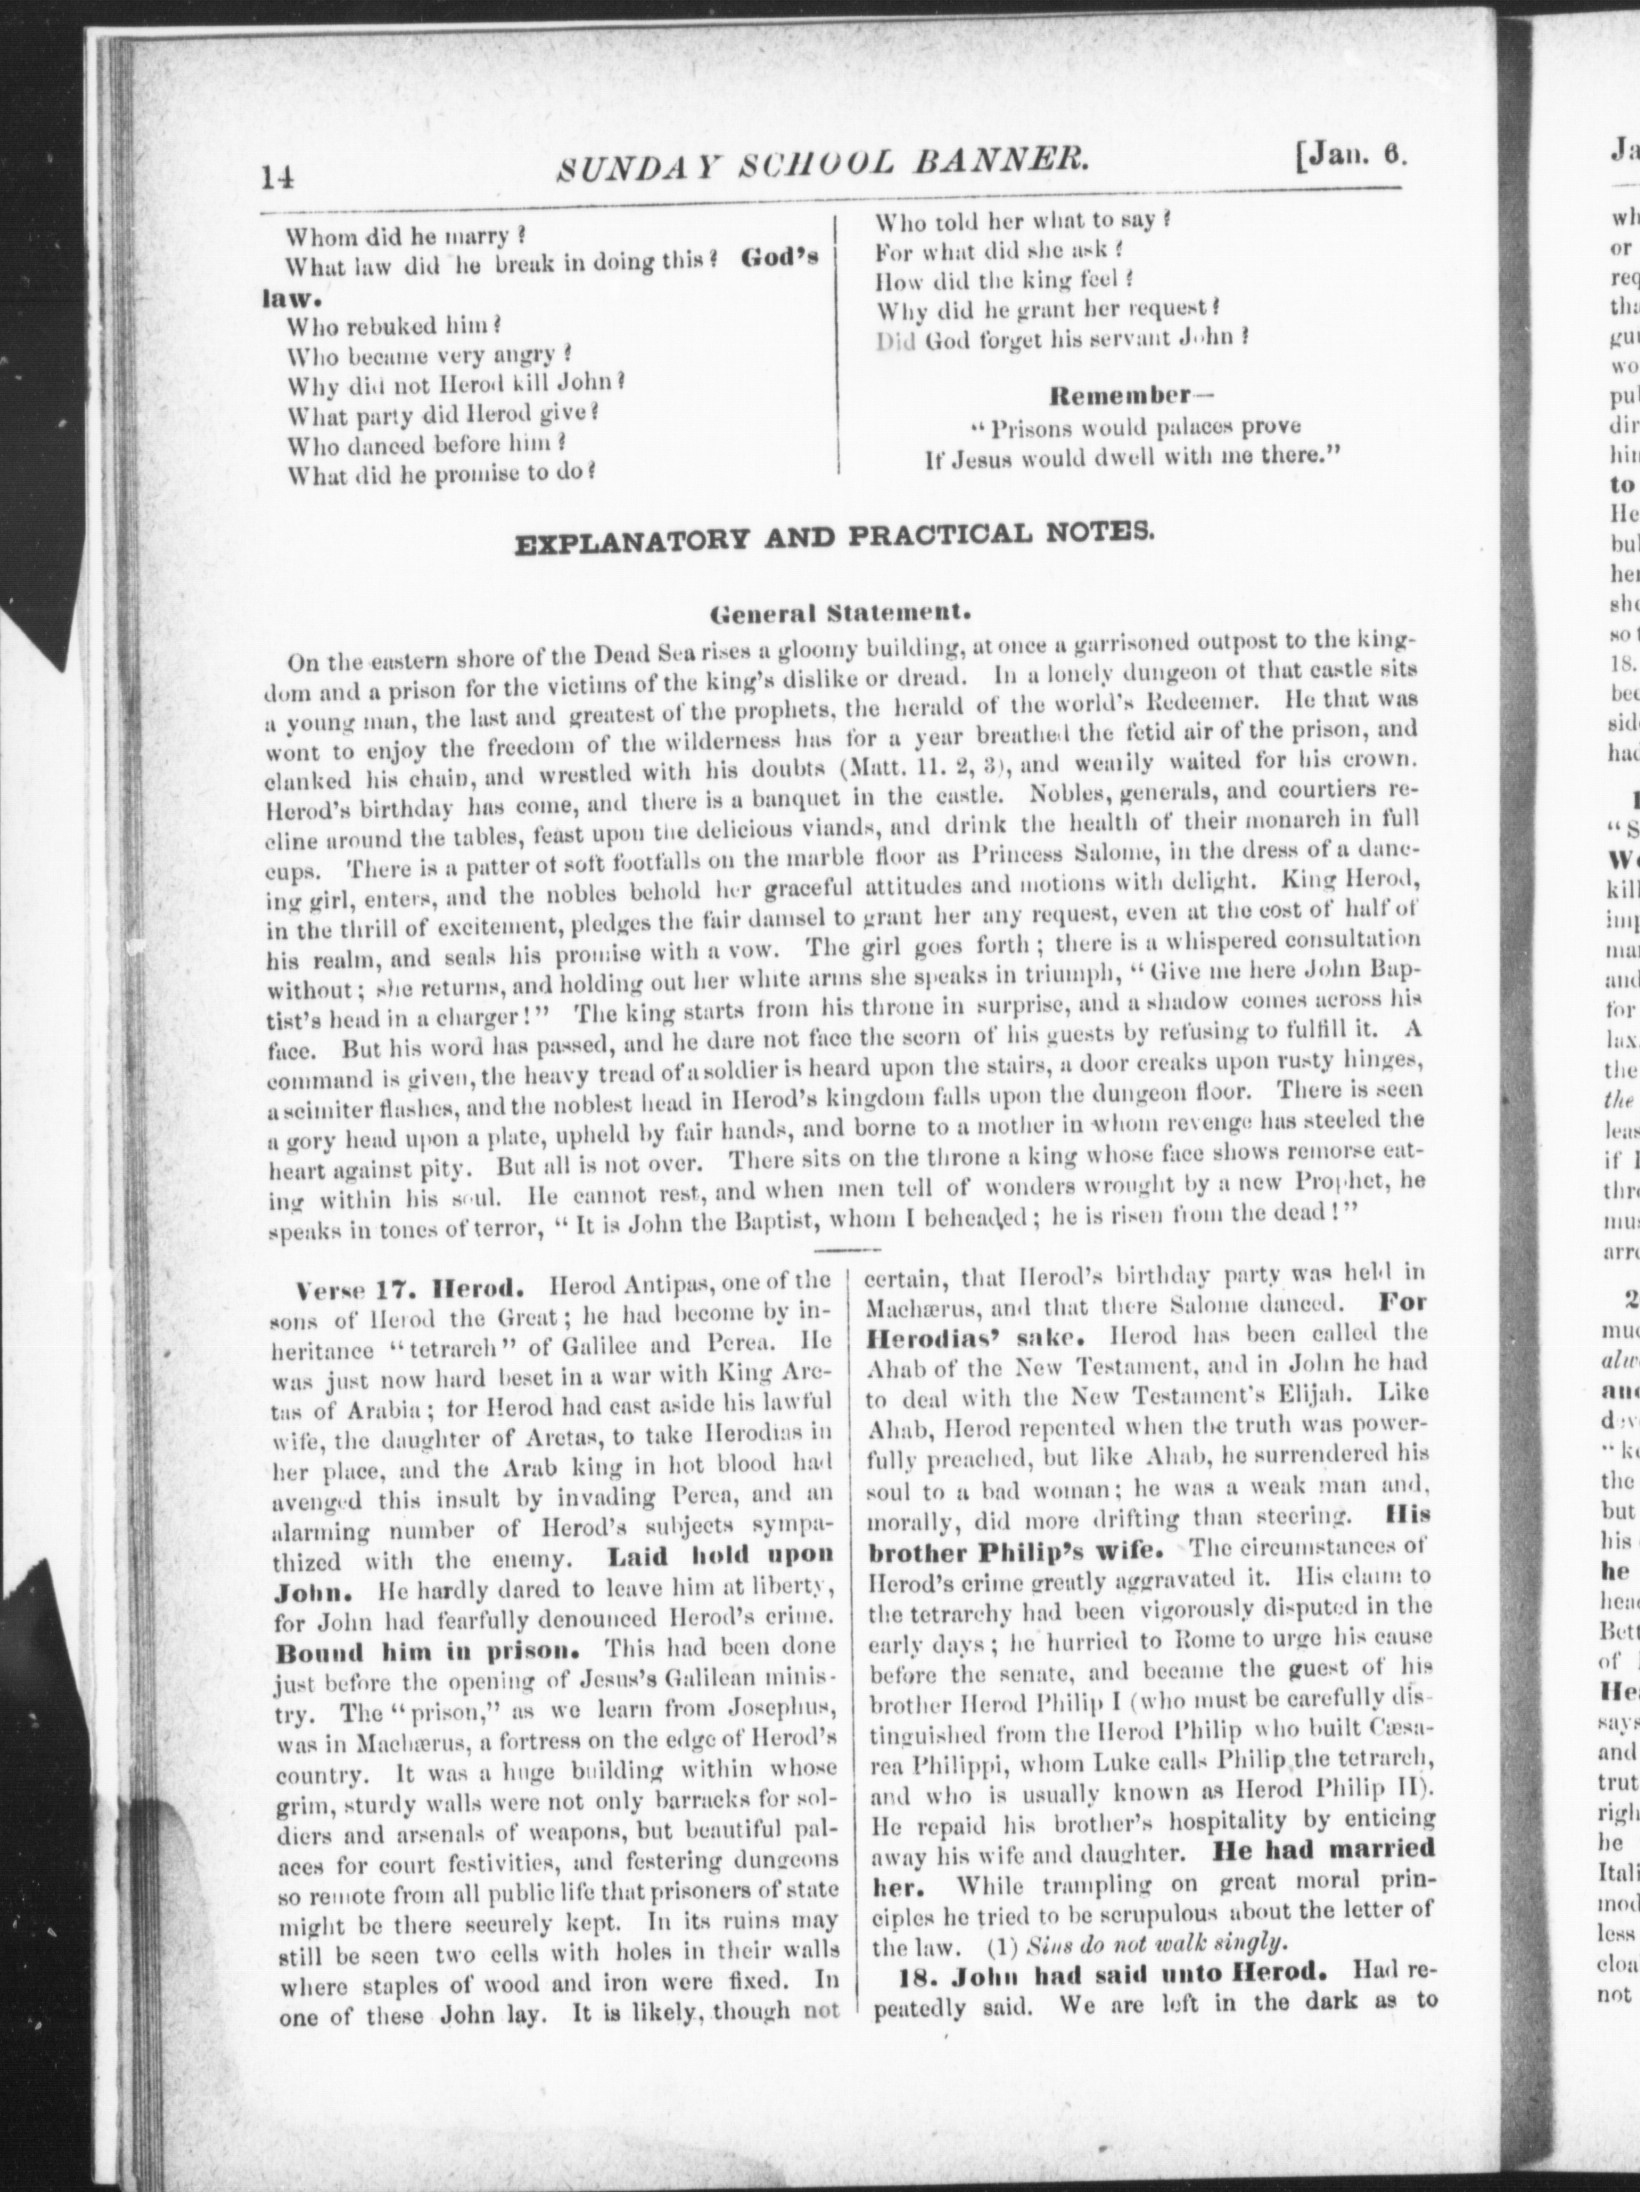 14
SUNDAY SCHOOL BANNER.
[Jan. 6.
Whom did he marry?
What law did he break in doing this? God's
law.
Who rebuked him?
Who became very angry?
Why did not Herod kill John?
What party did Herod give?
Who danced before him?
What did he promise to do?
Who told her what to say?
For what did she ask?
How did the king feel?
Why did he grant her request?
Did God forget his servant John?
Remember—
"Prisons would palaces prove
If Jesus would dwell with me there."
EXPLANATORY AND PRACTICAL NOTES.
General Statement.
On the eastern shore of the Dead Sea rises a gloomy building, at once a garrisoned outpost to the king-
dom and a prison for the victims of the king's dislike or dread. In a lonely dungeon of that castle sits
a young man, the last and greatest of the prophets, the herald of the world's Redeemer. He that was
wont to enjoy the freedom of the wilderness has for a year breathed the fetid air of the prison, and
clanked his chain, and wrestled with his doubts (Matt. 11. 2, 3), and wearily waited for his crown.
Herod's birthday has come, and there is a banquet in the castle. Nobles, generals, and courtiers re-
cline around the tables, feast upon the delicious viands, and drink the health of their monarch in full
cups. There is a patter of soft footfalls on the marble floor as Princess Salome, in the dress of a danc-
ing girl, enters, and the nobles behold her graceful attitudes and motions with delight. King Herod,
in the thrill of excitement, pledges the fair damsel to grant her any request, even at the cost of half of
his realm, and seals his promise with a vow. The girl goes forth; there is a whispered consultation
without; she returns, and holding out her white arms she speaks in triumph, "Give me here John Bap-
tist's head in a charger!" The king starts from his throne in surprise, and a shadow comes across his
face. But his word has passed, and he dare not face the scorn of his guests by refusing to fulfill it. A
command is given, the heavy tread of a soldier is heard upon the stairs, a door creaks upon rusty hinges,
a scimiter flashes, and the noblest head in Herod's kingdom falls upon the dungeon floor. There is seen
a gory head upon a plate, upheld by fair hands, and borne to a mother in whom revenge has steeled the
heart against pity. But all is not over. There sits on the throne a king whose face shows remorse eat-
ing within his soul. He cannot rest, and when men tell of wonders wrought by a new Prophet, he
speaks in tones of terror, "It is John the Baptist, whom I beheaded; he is risen from the dead!"
Verse 17. Herod. Herod Antipas, one of the
sons of Herod the Great; he had become by in-
heritance "tetrarch" of Galilee and Perea. He
was just now hard beset in a war with King Are-
tas of Arabia; for Herod had cast aside his lawful
wife, the daughter of Aretas, to take Herodias in
her place, and the Arab king in hot blood had
avenged this insult by invading Perea, and an
alarming number of Herod's subjects sympa-
thized with the enemy. Laid hold upon
John. He hardly dared to leave him at liberty,
for John had fearfully denounced Herod's crime.
Bound him in prison. This had been done
just before the opening of Jesus's Galilean minis-
try. The "prison," as we learn from Josephus,
was in Machærus, a fortress on the edge of Herod's
country. It was a huge building within whose
grim, sturdy walls were not only barracks for sol-
diers and arsenals of weapons, but beautiful pal-
aces for court festivities, and festering dungeons
so remote from all public life that prisoners of state
might be there securely kept. In its ruins may
still be seen two cells with holes in their walls
where staples of wood and iron were fixed. In
one of these John lay. It is likely, though not
certain, that Herod's birthday party was held in
Machærus, and that there Salome danced. For
Herodias' sake. Herod has been called the
Ahab of the New Testament, and in John he had
to deal with the New Testament's Elijah. Like
Ahab, Herod repented when the truth was power-
fully preached, but like Ahab, he surrendered his
soul to a bad woman; he was a weak man and,
morally, did more drifting than steering. His
brother Philip's wife. The circumstances of
Herod's crime greatly aggravated it. His claim to
the tetrarchy had been vigorously disputed in the
early days; he hurried to Rome to urge his cause
before the senate, and became the guest of his
brother Herod Philip I (who must be carefully dis-
tinguished from the Herod Philip who built Cæsa-
rea Philippi, whom Luke calls Philip the tetrarch,
and who is usually known as Herod Philip II).
He repaid his brother's hospitality by enticing
away his wife and daughter. He had married
her. While trampling on great moral prin-
ciples he tried to be scrupulous about the letter of
the law. (1) Sins do not walk singly.
18. John had said unto Herod. Had re-
peatedly said. We are left in the dark as to